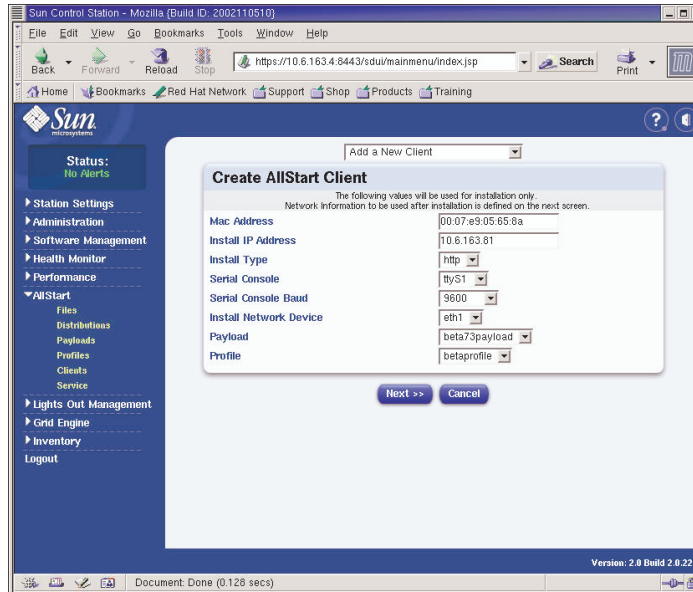 Sun Control Station - Mozilla {Build ID: 2002110510}
File Edit View Go Bookmarks Tools Window Help
Back Forward Reload Stop https://10.6.163.4:8443/sdui/mainmenu/index.jsp Search Print
Home Bookmarks Red Hat Network Support Shop Products Training
Sun
microsystems
?
Status:
No Alerts
Station Settings
Administration
Software Management
Health Monitor
Performance
AllStart
Files
Distributions
Payloads
Profiles
Clients
Service
Lights Out Management
Grid Engine
Inventory
Logout
Add a New Client
Create AllStart Client
The following values will be used for installation only.
Network Information to be used after installation is defined on the next screen.
Mac Address 00:07:e9:05:65:8a
Install IP Address 10.6.163.81
Install Type http
Serial Console ttyS1
Serial Console Baud 9600
Install Network Device eth1
Payload beta73payload
Profile betaprofile
Next >> Cancel
Version: 2.0 Build 2.0.22
Document: Done (0.128 secs)